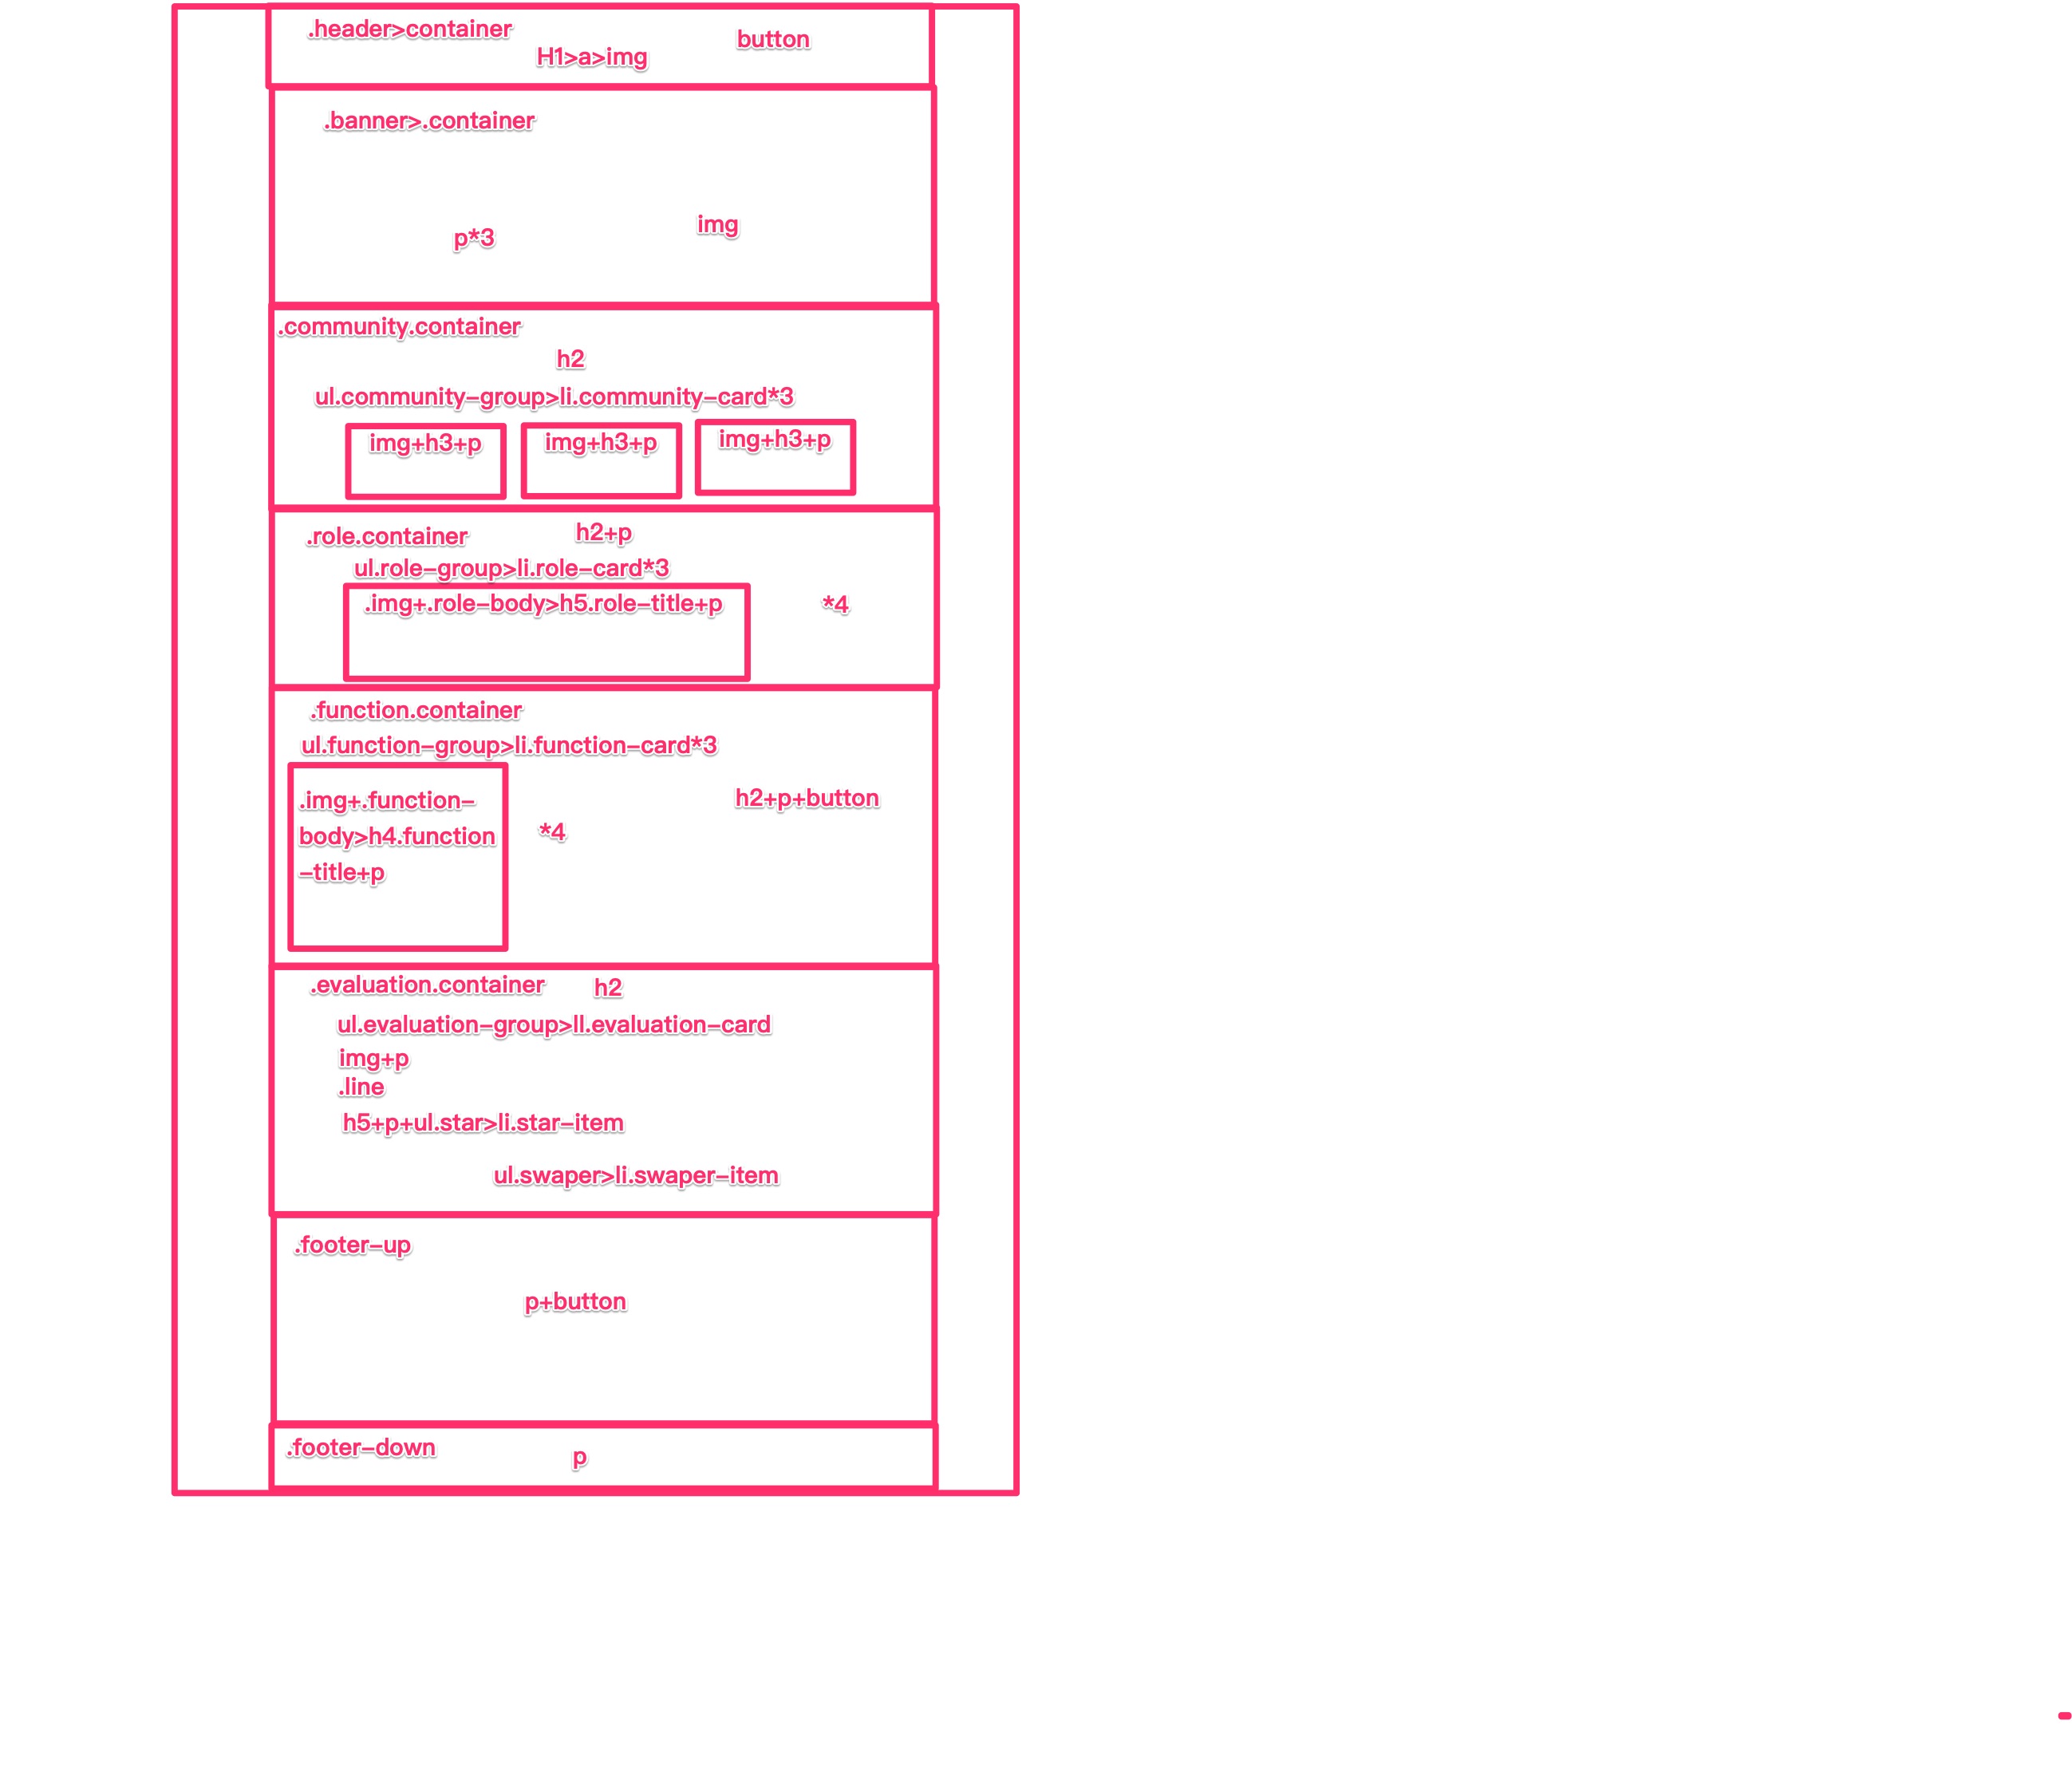 .header>container
H1>a>img
button
.banner>.container
p*3
img
.community.container
h2
ul.community-group>li.community-card*3
img+h3+p
img+h3+p
img+h3+p
.role.container
h2+p
ul.role-group>li.role-card*3
.img+.role-body>h5.role-title+p
*4
.function.container
ul.function-group>li.function-card*3
.img+.function-
body>h4.function
-title+p
*4
h2+p+button
.evaluation.container
h2
ul.evaluation-group>ll.evaluation-card
img+p
.line
h5+p+ul.star>li.star-item
ul.swaper>li.swaper-item
.footer-up
p+button
.footer-down
p